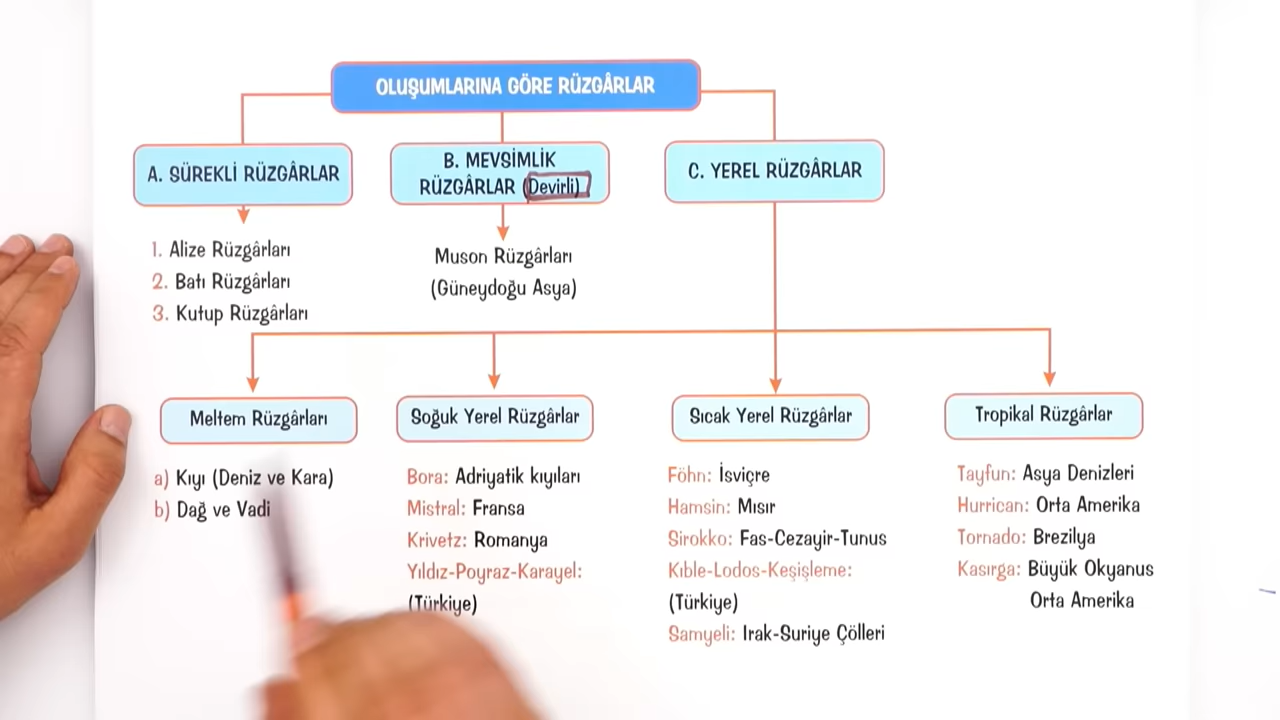 OLUŞUMLARINA GÖRE RÜZGÂRLAR
A. SÜREKLİ RÜZGÂRLAR
1. Alize Rüzgârları
2. Batı Rüzgârları
3. Kutup Rüzgârları
B. MEVSİMLİK
RÜZGÂRLAR (Devirli)
Muson Rüzgârları
(Güneydoğu Asya)
C. YEREL RÜZGÂRLAR
Meltem Rüzgârları
a) Kıyı (Deniz ve Kara)
b) Dağ ve Vadi
Soğuk Yerel Rüzgârlar
Bora: Adriyatik kıyıları
Mistral: Fransa
Krivetz: Romanya
Yıldız-Poyraz-Karayel:
(Türkiye)
Sıcak Yerel Rüzgârlar
Föhn: İsviçre
Hamsin: Mısır
Sirokko: Fas-Cezayir-Tunus
Kıble-Lodos-Keşişleme:
(Türkiye)
Samyeli: Irak-Suriye Çölleri
Tropikal Rüzgârlar
Tayfun: Asya Denizleri
Hurrican: Orta Amerika
Tornado: Brezilya
Kasırga: Büyük Okyanus
Orta Amerika